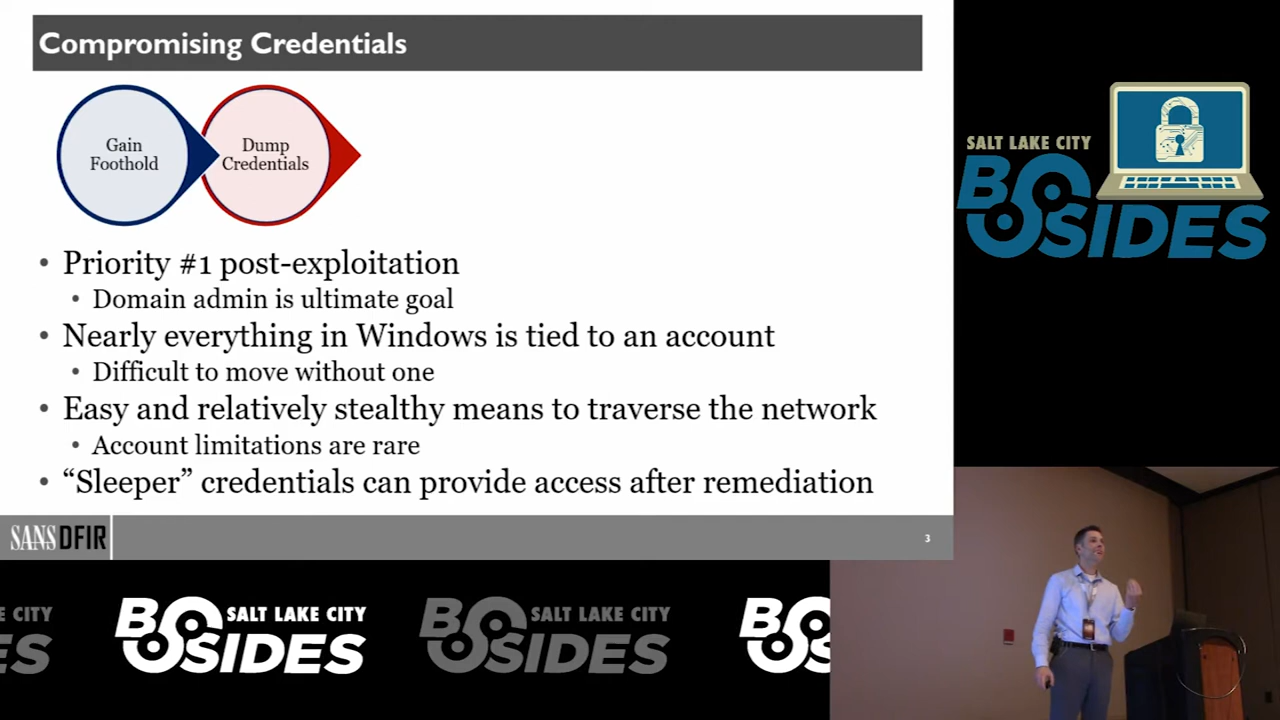 Compromising Credentials
Gain
Foothold
Dump
Credentials
• Priority #1 post-exploitation
• Domain admin is ultimate goal
• Nearly everything in Windows is tied to an account
• Difficult to move without one
• Easy and relatively stealthy means to traverse the network
• Account limitations are rare
• “Sleeper” credentials can provide access after remediation
SANS DFIR
3
SALT LAKE CITY
BSIDES
E CITY
ES
SALT LAKE CITY
BSIDES
SALT LAKE CITY
BSIDES
BS